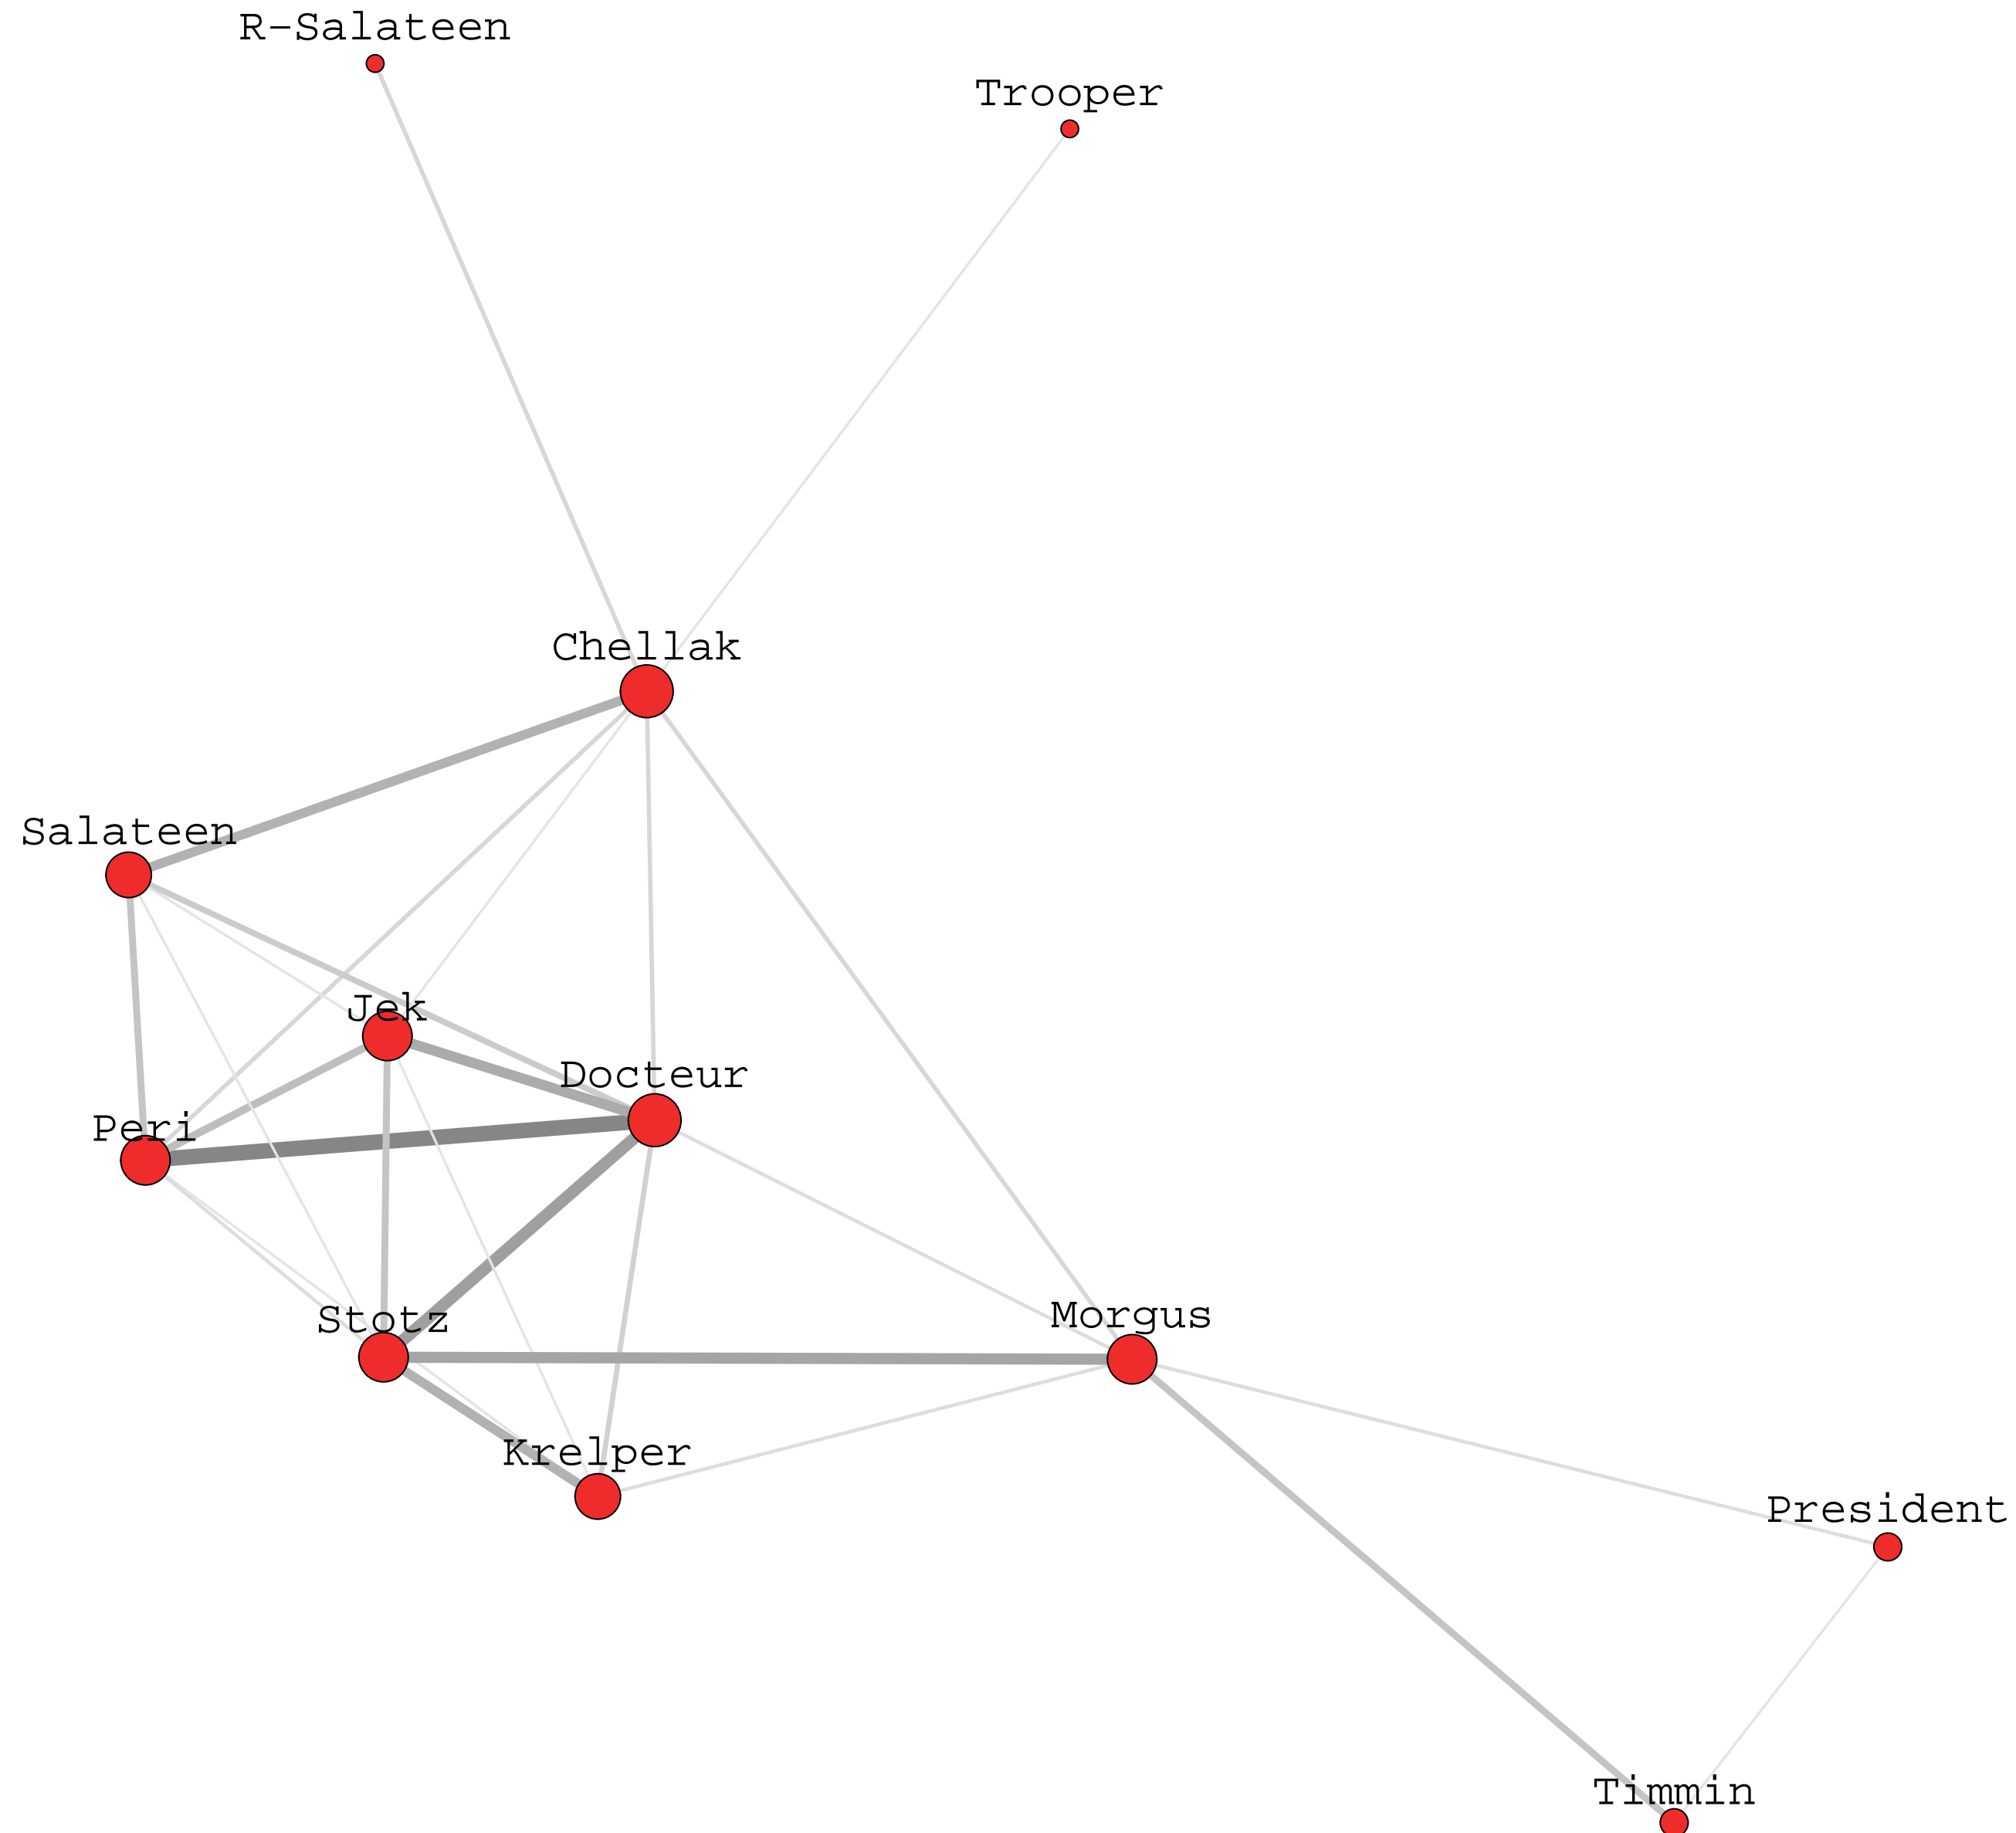 R-Salateen
Trooper
Chellak
Salateen
Jek
Docteur
Peri
Stotz
Morgus
Krelper
President
Timmin